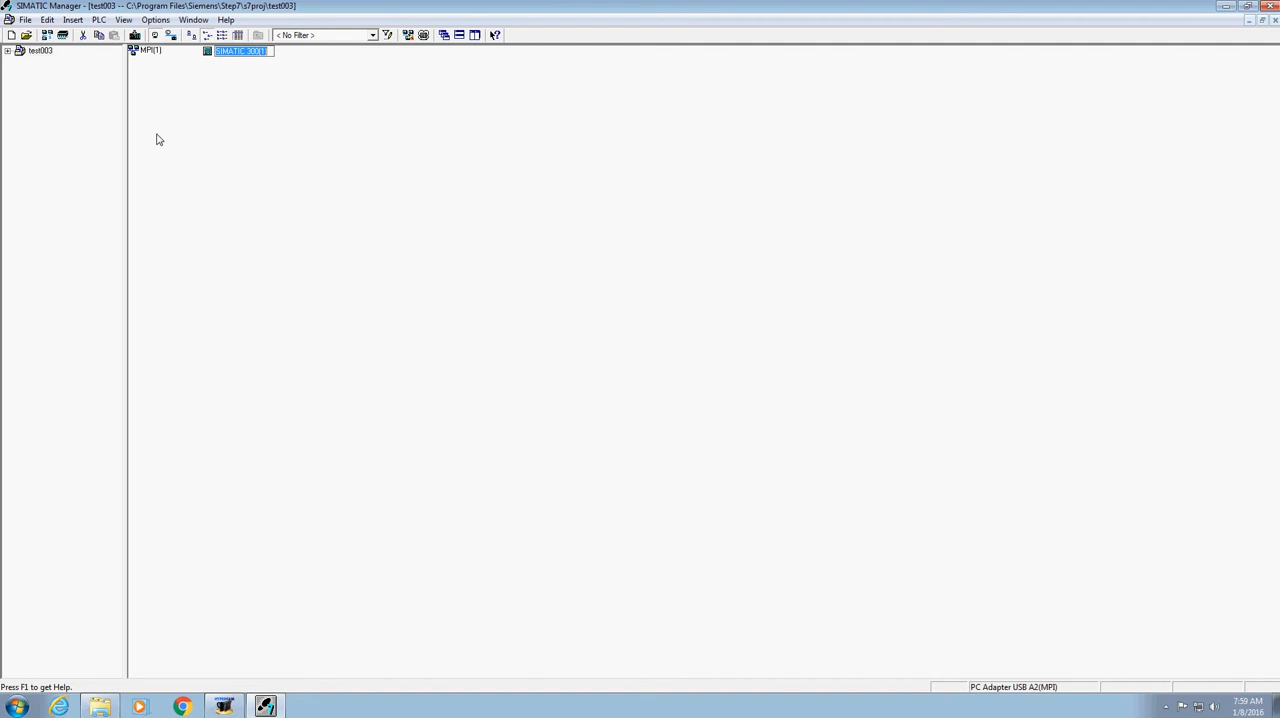 SIMATIC Manager - [test003 -- C:\Program Files\Siemens\Step7\s7proj\test003]
File Edit Insert PLC View Options Window Help
< No Filter >
test003 MPI(1) SIMATIC 300(1)
Press F1 to get Help. PC Adapter USB A2(MPI)
7:59 AM
1/8/2016